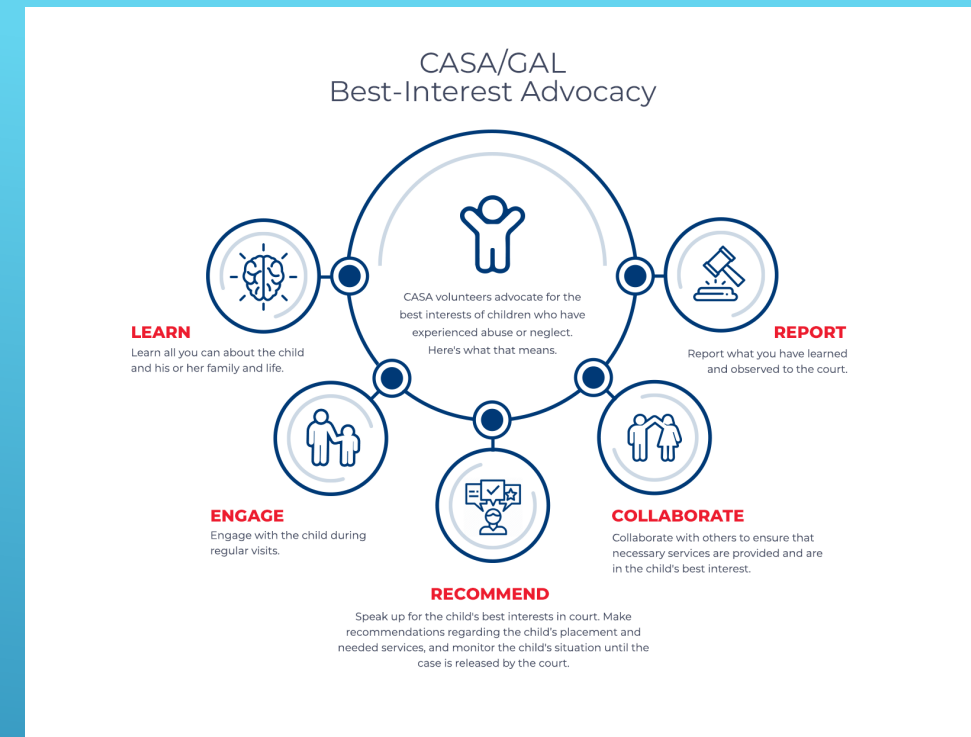 CASA/GAL
Best-Interest Advocacy
CASA volunteers advocate for the
best interests of children who have
experienced abuse or neglect.
Here's what that means.
LEARN
Learn all you can about the child
and his or her family and life.
ENGAGE
Engage with the child during
regular visits.
RECOMMEND
Speak up for the child's best interests in court. Make
recommendations regarding the child's placement and
needed services, and monitor the child's situation until the
case is released by the court.
COLLABORATE
Collaborate with others to ensure that
necessary services are provided and are
in the child's best interest.
REPORT
Report what you have learned
and observed to the court.